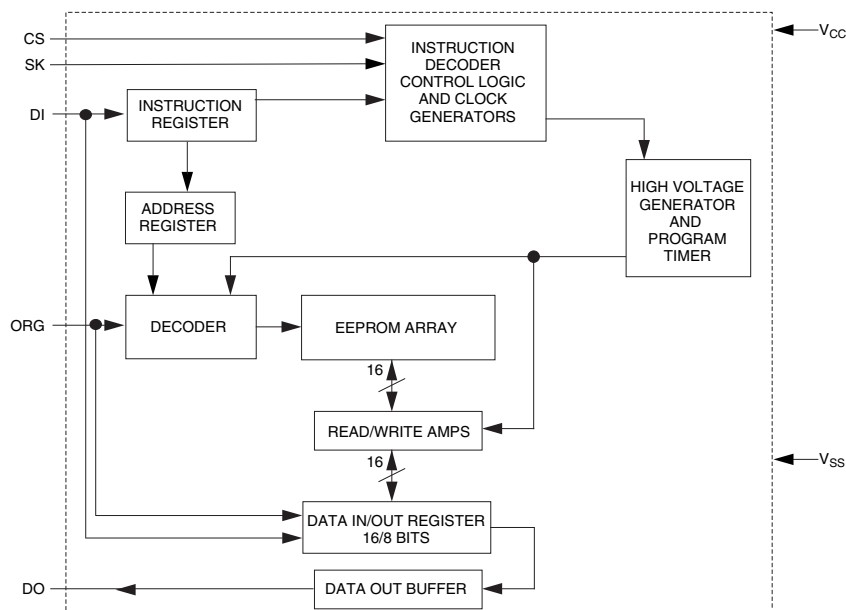 CS
SK
DI
INSTRUCTION
REGISTER
INSTRUCTION
DECODER
CONTROL LOGIC
AND CLOCK
GENERATORS
VCC
ADDRESS
REGISTER
HIGH VOLTAGE
GENERATOR
AND
PROGRAM
TIMER
ORG
DECODER
EEPROM ARRAY
16
READ/WRITE AMPS
16
VSS
DATA IN/OUT REGISTER
16/8 BITS
DO
DATA OUT BUFFER